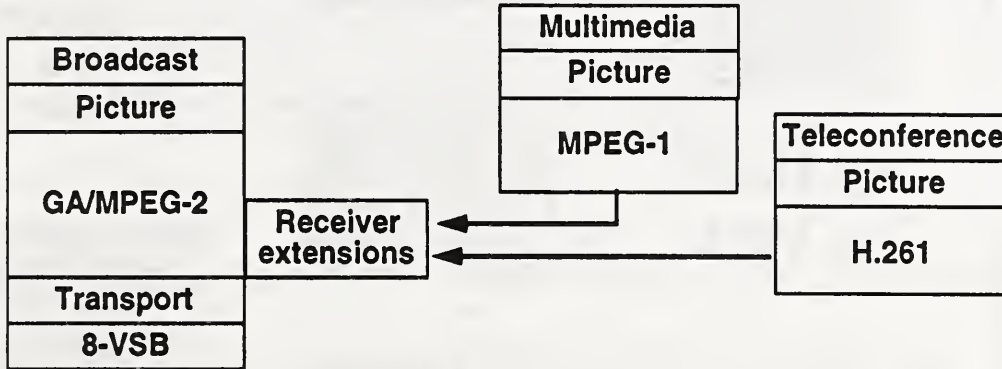 Broadcast
Picture
GA/MPEG-2
Transport
8-VSB
Receiver
extensions
Multimedia
Picture
MPEG-1
Teleconference
Picture
H.261